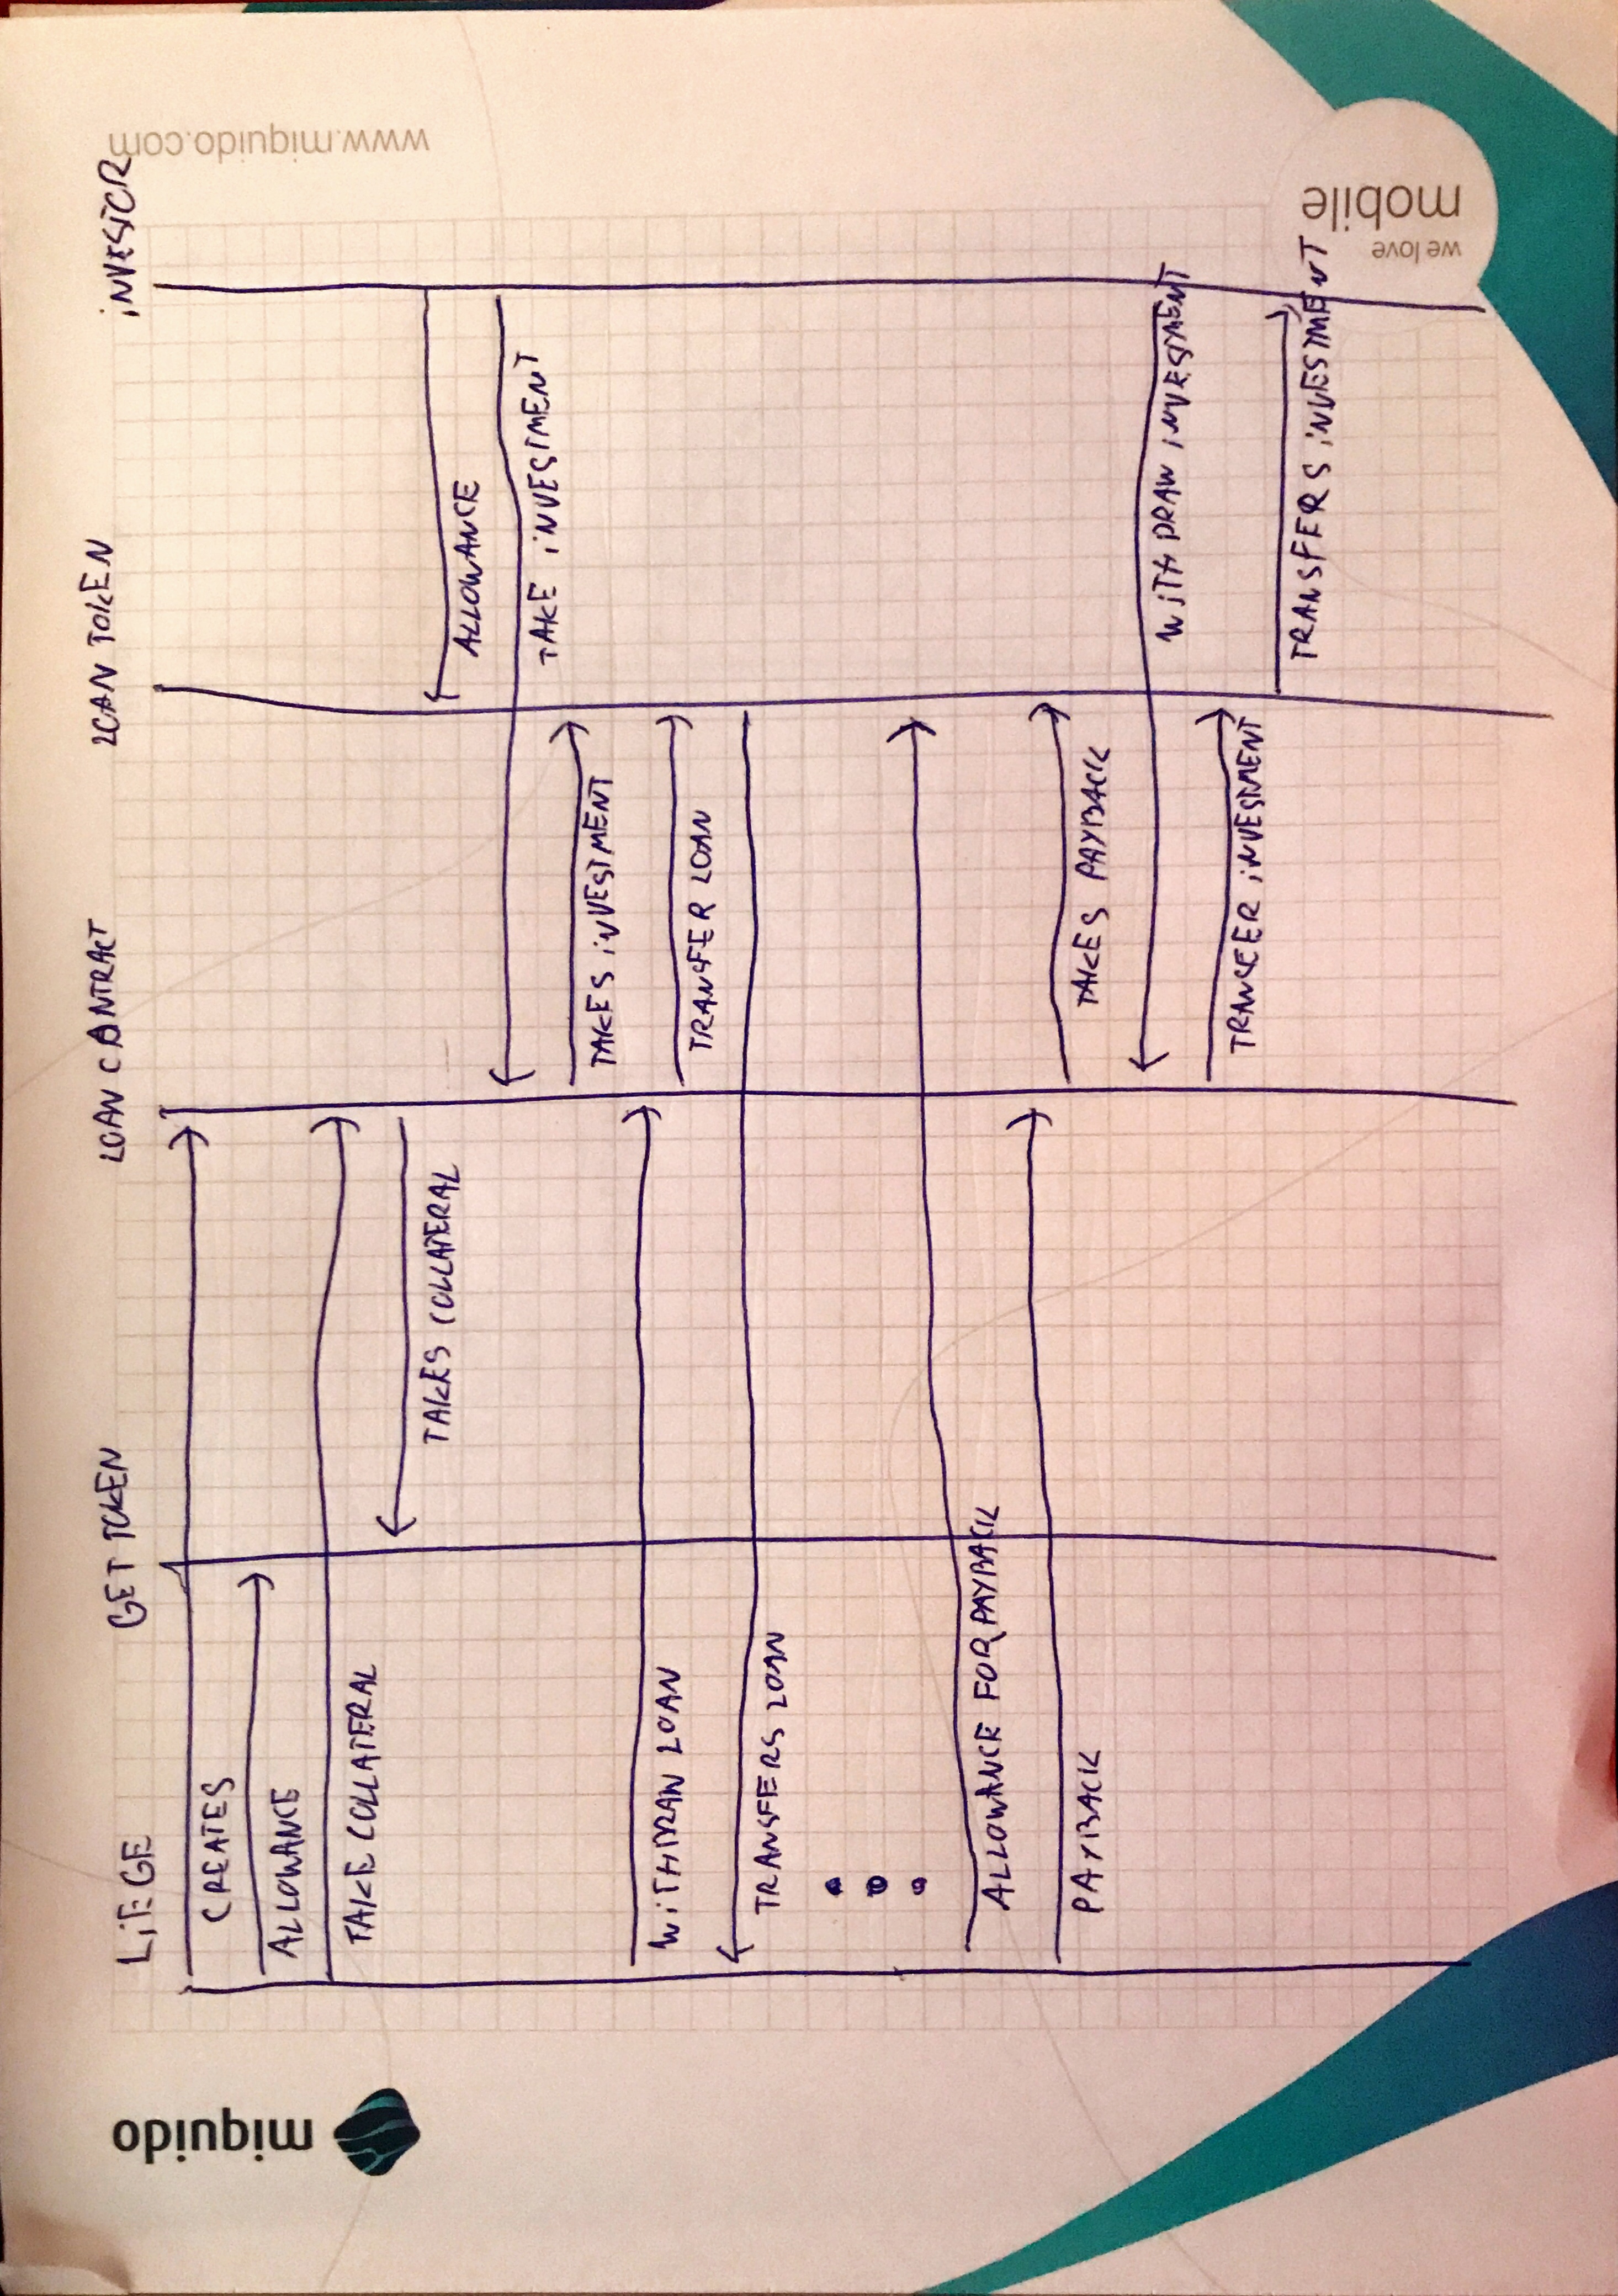 miquido
www.miquido.com
LiEGE
GET TOKEN
LOAN CONTRACT
LOAN TOKEN
iNVESTOR
CREATES
ALLOWANCE
TAKE COLLATERAL
TAKES COLLATERAL
ALLOWANCE
TAKE iNVESTMENT
TAKES iNVESTMENT
WiTHDRAW LOAN
TRANSFER LOAN
TRANSFERS LOAN
ALLOWANCE FOR PAYBACK
PAYBACK
TAKES PAYBACK
WiTHDRAW iNVESTMENT
TRANSFER iNVESTMENT
TRANSFERS iNVESTMENT
we love
mobile